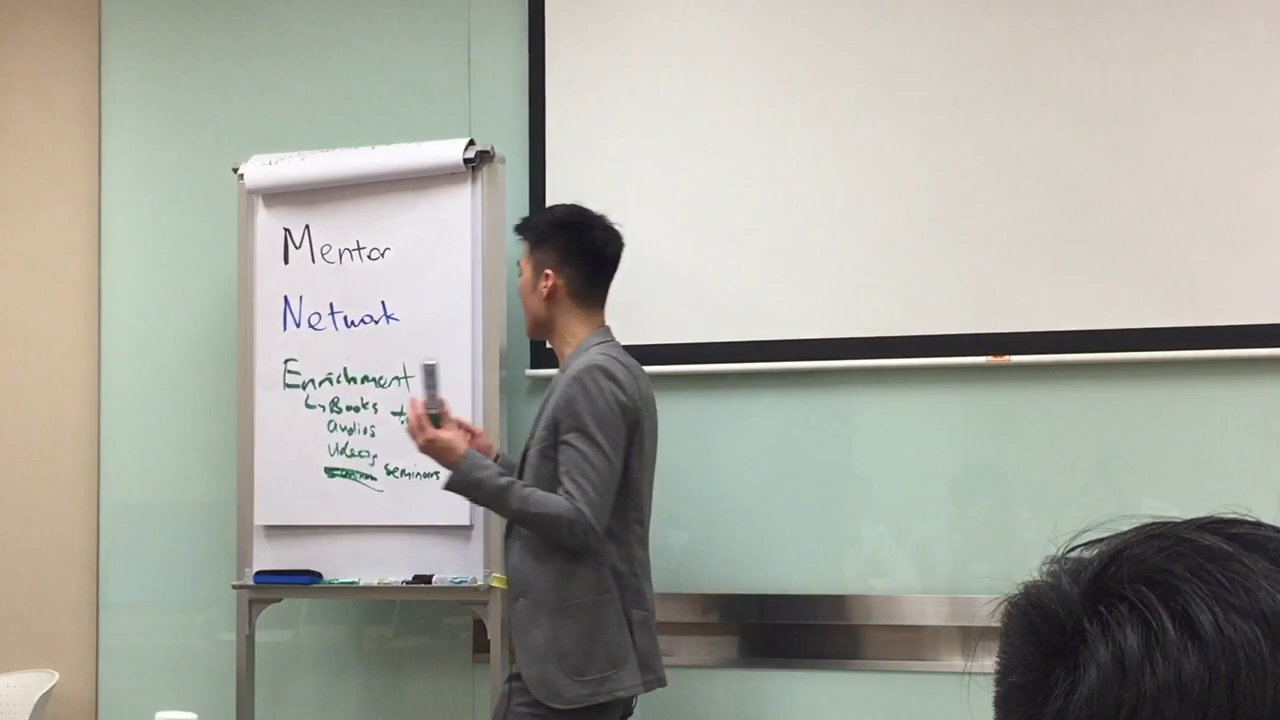 Mentor
Network
Enrichment
↳ Books
audios
videos
Seminars